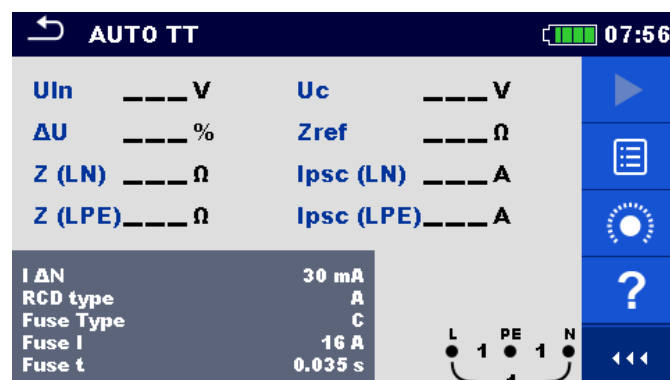 AUTO TT 07:56
Uln ___V Uc ___V
ΔU ___% Zref ___Ω
Z (LN) ___Ω Ipsc (LN) ___A
Z (LPE)___Ω Ipsc (LPE)___A
I ΔN 30 mA
RCD type A
Fuse Type C
Fuse I 16 A
Fuse t 0.035 s
L PE N
1 1
1
?